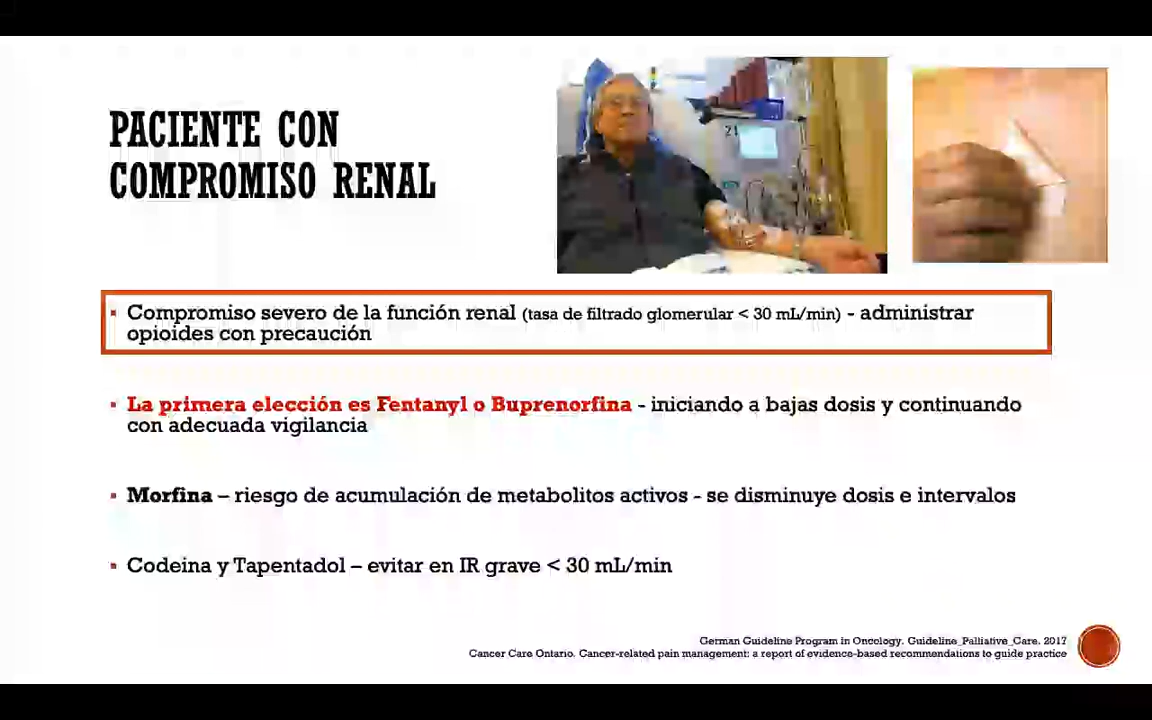 PACIENTE CON
COMPROMISO RENAL
21
▪ Compromiso severo de la función renal (tasa de filtrado glomerular < 30 mL/min) - administrar
opioides con precaución
▪ La primera elección es Fentanyl o Buprenorfina - iniciando a bajas dosis y continuando
con adecuada vigilancia
▪ Morfina – riesgo de acumulación de metabolitos activos - se disminuye dosis e intervalos
▪ Codeina y Tapentadol – evitar en IR grave < 30 mL/min
German Guideline Program in Oncology. Guideline_Palliative_Care. 2017
Cancer Care Ontario. Cancer-related pain management: a report of evidence-based recommendations to guide practice